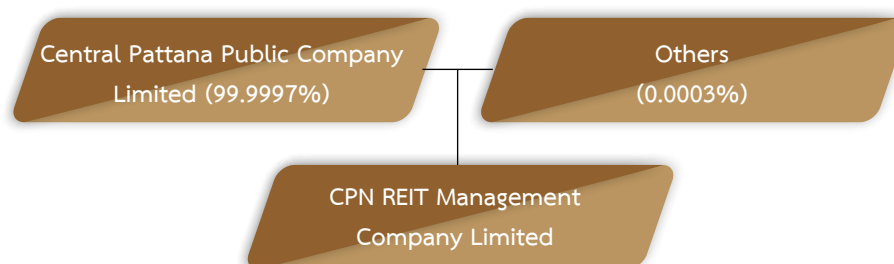 Central Pattana Public Company
Limited (99.9997%)
Others
(0.0003%)
CPN REIT Management
Company Limited